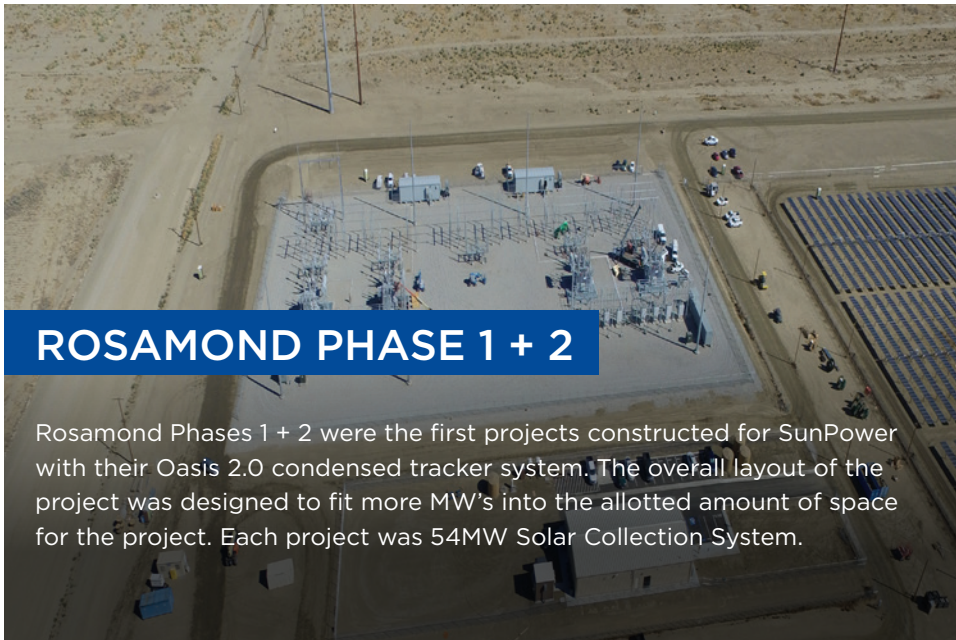 ROSAMOND PHASE 1 + 2
Rosamond Phases 1 + 2 were the first projects constructed for SunPower
with their Oasis 2.0 condensed tracker system. The overall layout of the
project was designed to fit more MW's into the allotted amount of space
for the project. Each project was 54MW Solar Collection System.